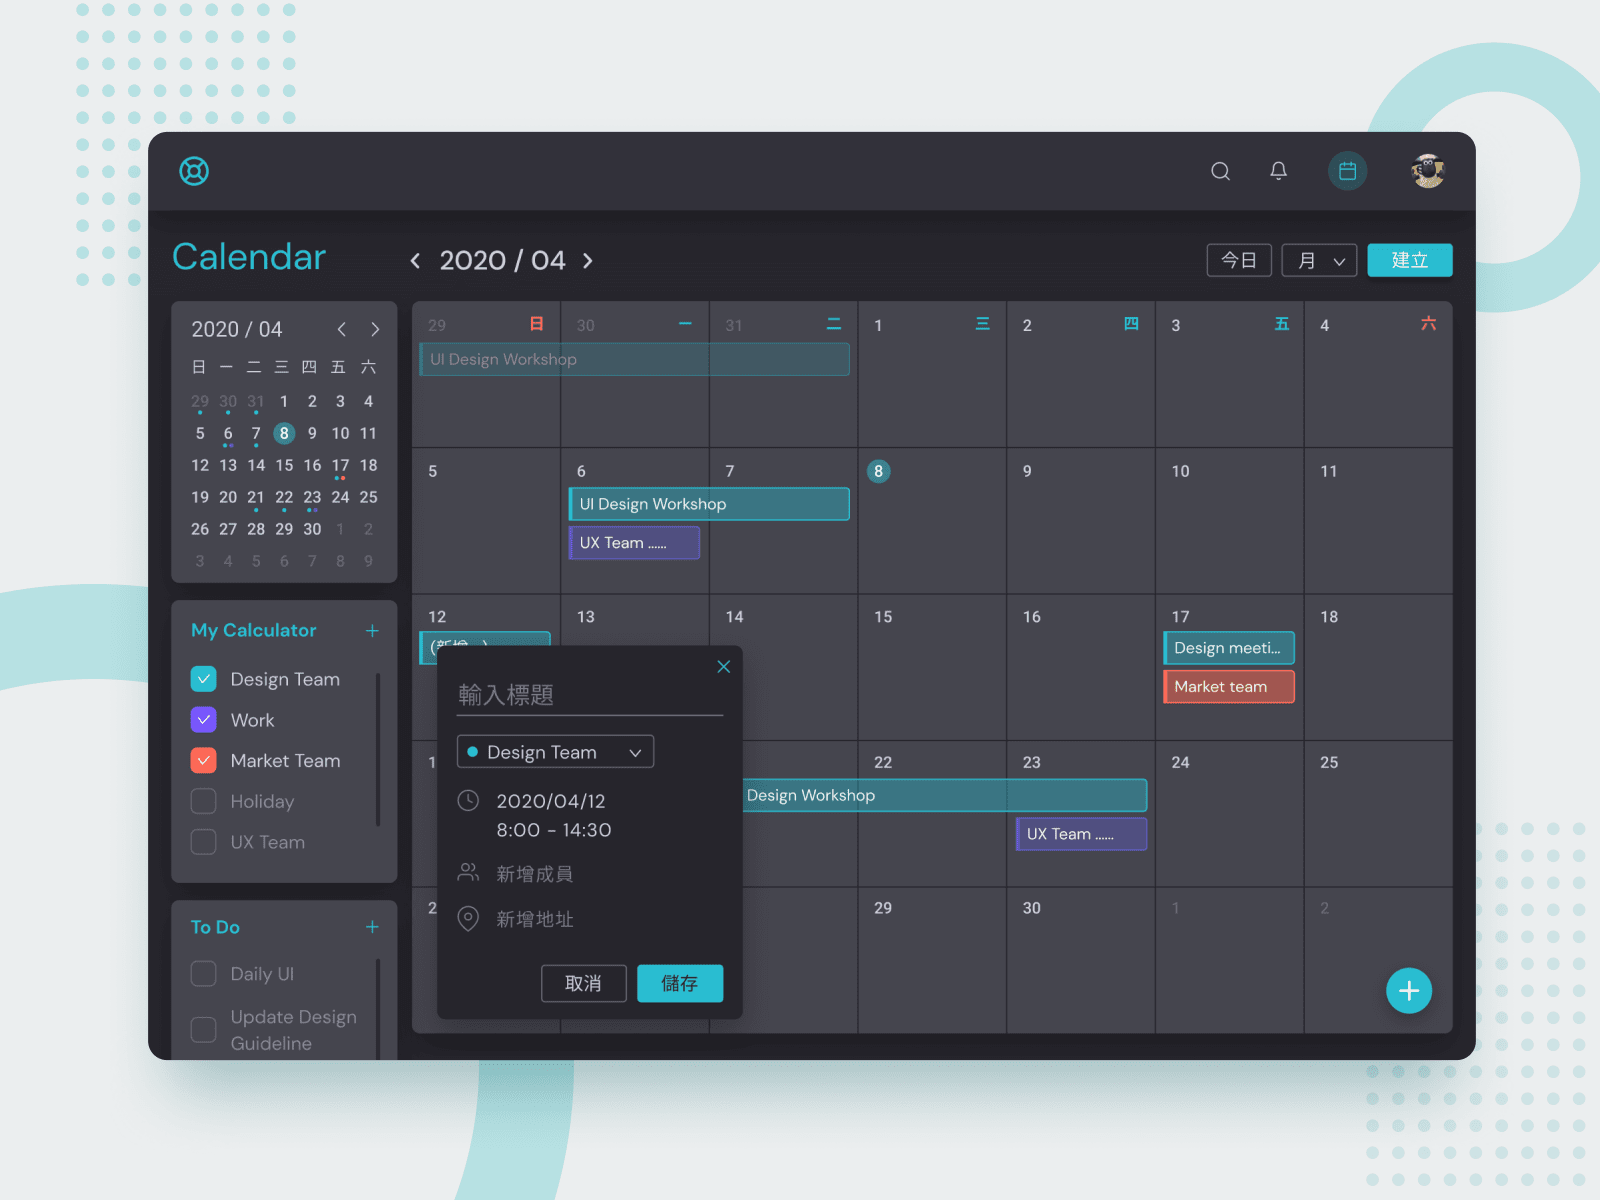 Calendar
2020 / 04
今日
月
建立
2020 / 04
日 一 二 三 四 五 六
29 30 31 1 2 3 4
5 6 7 8 9 10 11
12 13 14 15 16 17 18
19 20 21 22 23 24 25
26 27 28 29 30 1 2
3 4 5 6 7 8 9
My Calculator
Design Team
Work
Market Team
Holiday
UX Team
To Do
Daily UI
Update Design
Guideline
29 日 30 一 31 二 1 三 2 四 3 五 4 六
UI Design Workshop
5 6 7 8 9 10 11
UI Design Workshop
UX Team ......
12 13 14 15 16 17 18
Design meeti...
Market team
22 23 24 25
Design Workshop
UX Team ......
29 30 1 2
輸入標題
Design Team
2020/04/12
8:00 - 14:30
新增成員
新增地址
取消
儲存